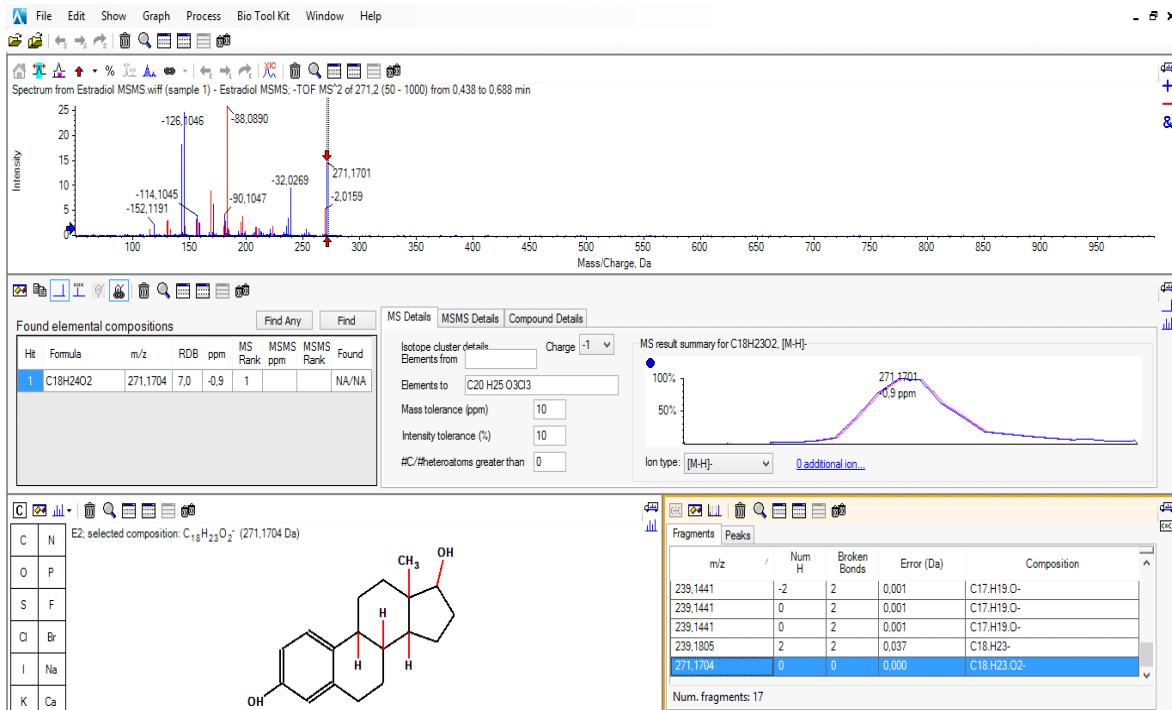 File Edit Show Graph Process Bio Tool Kit Window Help
%
XIC
Spectrum from Estradiol MSMS.wiff (sample 1) - Estradiol MSMS; -TOF MS^2 of 271,2 (50 - 1000) from 0,438 to 0,688 min
Intensity
25
20
15
10
5
0
-126,1046
-88,0890
-114,1045
-152,1191
-90,1047
-32,0269
271,1701
-2,0159
100 150 200 250 300 350 400 450 500 550 600 650 700 750 800 850 900 950
Mass/Charge, Da
Found elemental compositions
Find Any
Find
Hit Formula m/z RDB ppm MS Rank MSMS ppm MSMS Rank Found
1 C18H24O2 271,1704 7,0 -0,9 1 NA/NA
MS Details MSMS Details Compound Details
Isotope cluster details
Charge -1
Elements from
Elements to C20 H25 O3Cl3
Mass tolerance (ppm) 10
Intensity tolerance (%) 10
#C/#heteroatoms greater than 0
MS result summary for C18H23O2, [M-H]-
100%
50%
271,1701
-0,9 ppm
Ion type: [M-H]-
0 addtional ion...
C
C N
O P
S F
Cl Br
I Na
K Ca
E2; selected composition: C18H23O2- (271,1704 Da)
OH
CH3
H
H
H
OH
Fragments Peaks
m/z Num H Broken Bonds Error (Da) Composition
239,1441 -2 2 0,001 C17.H19.O-
239,1441 0 2 0,001 C17.H19.O-
239,1441 0 2 0,001 C17.H19.O-
239,1805 2 2 0,037 C18.H23-
271,1704 0 0 0,000 C18.H23.O2-
Num. fragments: 17